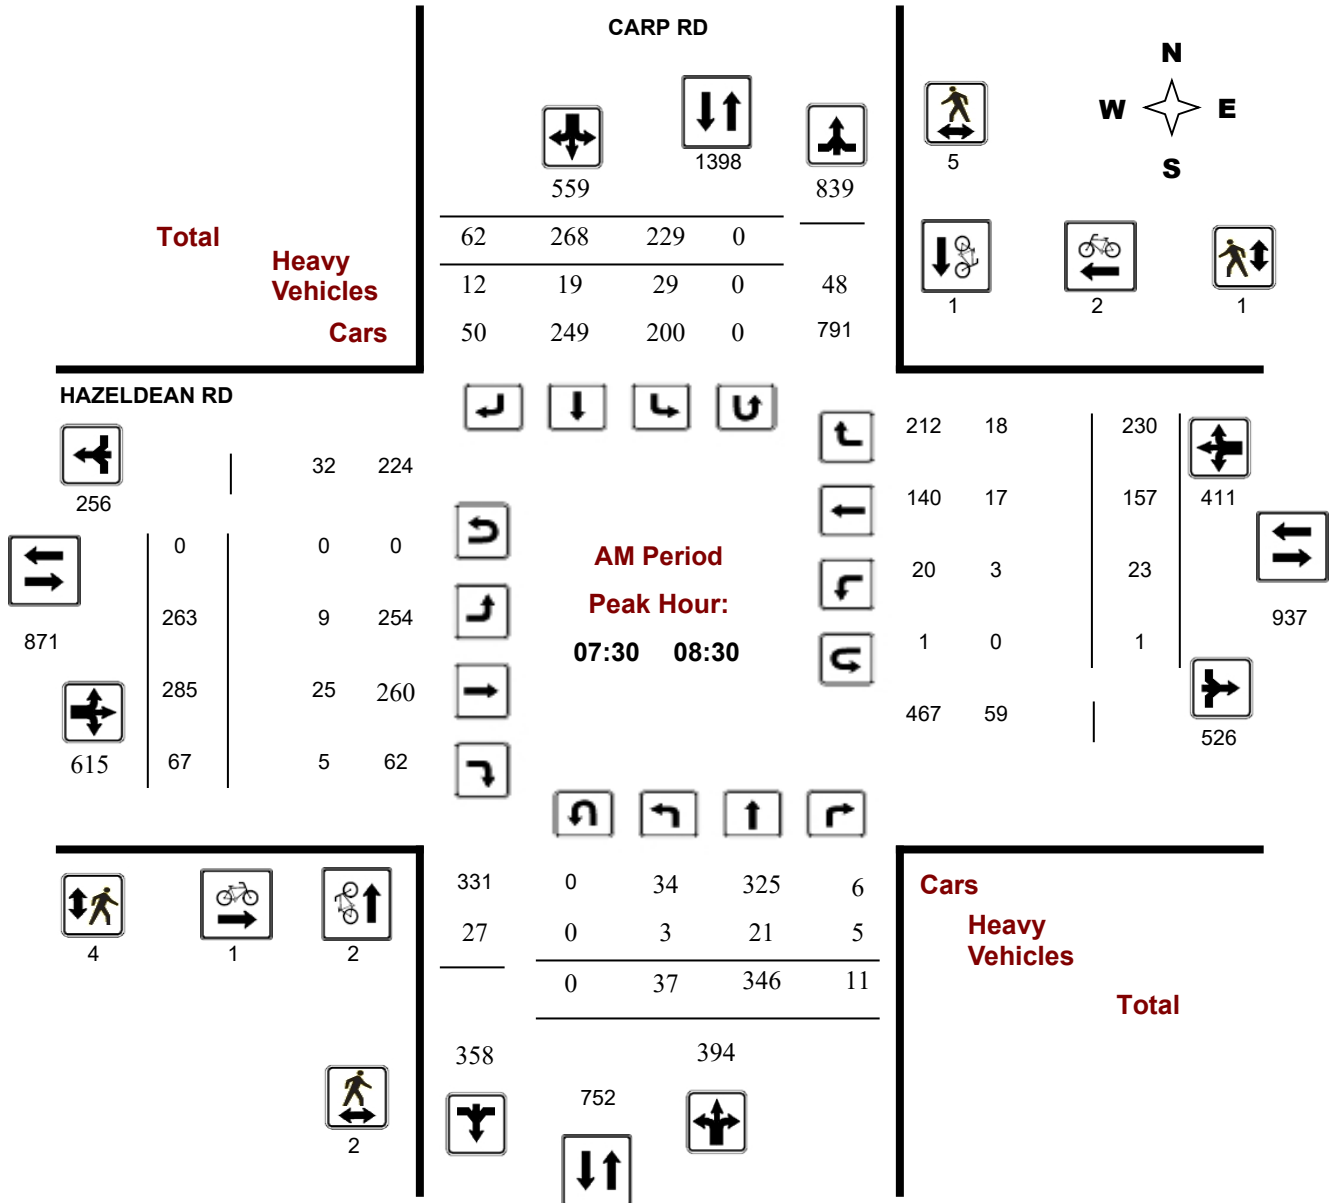 CARP RD
N
W E
S
559
1398
839
5
Total
62 268 229 0
Heavy
Vehicles
12 19 29 0 48
Cars
50 249 200 0 791
1 2 1
HAZELDEAN RD
256
32 224
212 18 230
411
140 17 157
0 0 0
871
263 9 254
20 3 23
937
285 25 260
1 0 1
615
67 5 62
467 59
526
AM Period
Peak Hour:
07:30 08:30
331 0 34 325 6
Cars
27 0 3 21 5
Heavy
Vehicles
0 37 346 11
Total
4 1 2
358
752
394
2